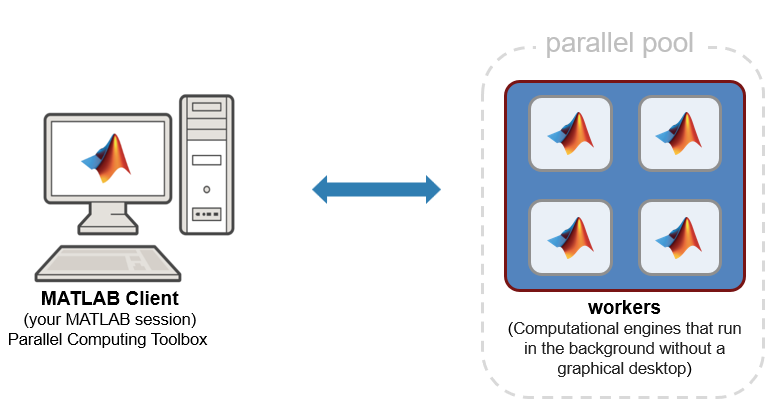 parallel pool
MATLAB Client
(your MATLAB session)
Parallel Computing Toolbox
workers
(Computational engines that run
in the background without a
graphical desktop)